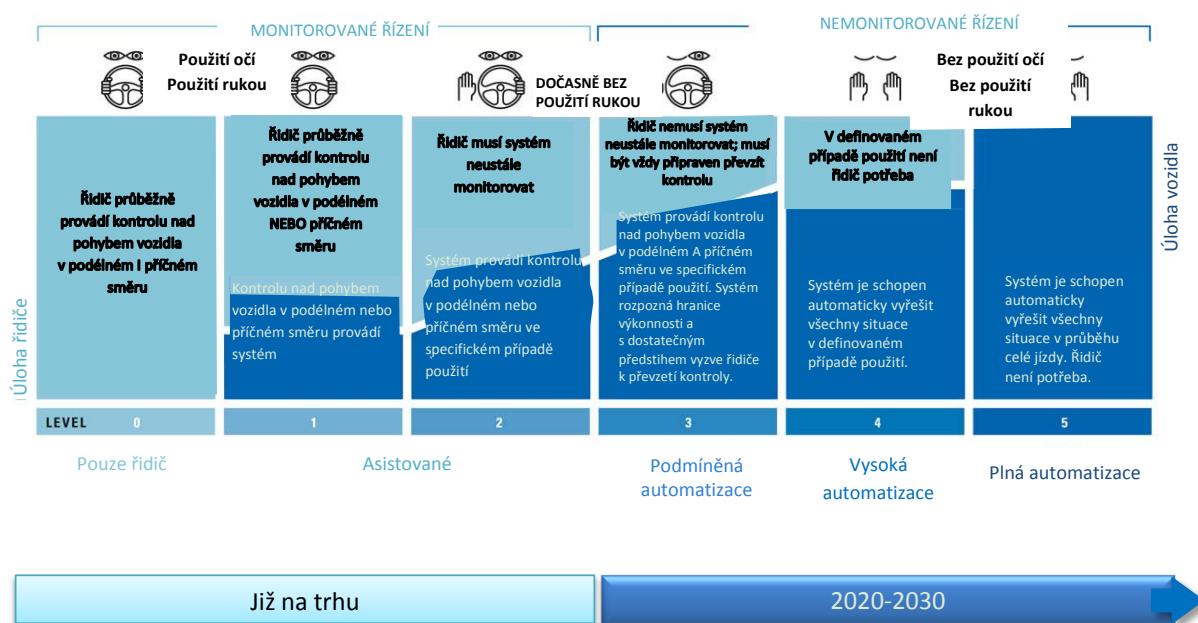 MONITOROVANÉ ŘÍZENÍ
NEMONITOROVANÉ ŘÍZENÍ
Použití očí
Použití rukou
DOČASNĚ BEZ
POUŽITÍ RUKOU
Bez použití očí
Bez použití
rukou
Úloha řidiče
Řidič průběžně
provádí kontrolu nad
pohybem vozidla
v podélném I příčném
směru
Řidič průběžně
provádí kontrolu
nad pohybem
vozidla v podélném
NEBO příčném
směru
Kontrolu nad pohybem
vozidla v podélném nebo
příčném směru provádí
systém
Řidič musí systém
neustále
monitorovat
Systém provádí kontrolu
nad pohybem vozidla
v podélném nebo
příčném směru ve
specifickém případě
použití
Řidič nemusí systém
neustále monitorovat; musí
být vždy připraven převzít
kontrolu
Systém provádí kontrolu
nad pohybem vozidla
v podélném A příčném
směru ve specifickém
případě použití. Systém
rozpozná hranice
výkonnosti a
s dostatečným
předstihem vyzve řidiče
k převzetí kontroly.
V definovaném
případě použití není
řidič potřeba
Systém je schopen
automaticky vyřešit
všechny situace
v definovaném
případě použití.
Systém je schopen
automaticky
vyřešit všechny
situace v průběhu
celé jízdy. Řidič
není potřeba.
Úloha vozidla
LEVEL 0 1 2 3 4 5
Pouze řidič
Asistované
Podmíněná
automatizace
Vysoká
automatizace
Plná automatizace
Již na trhu
2020-2030